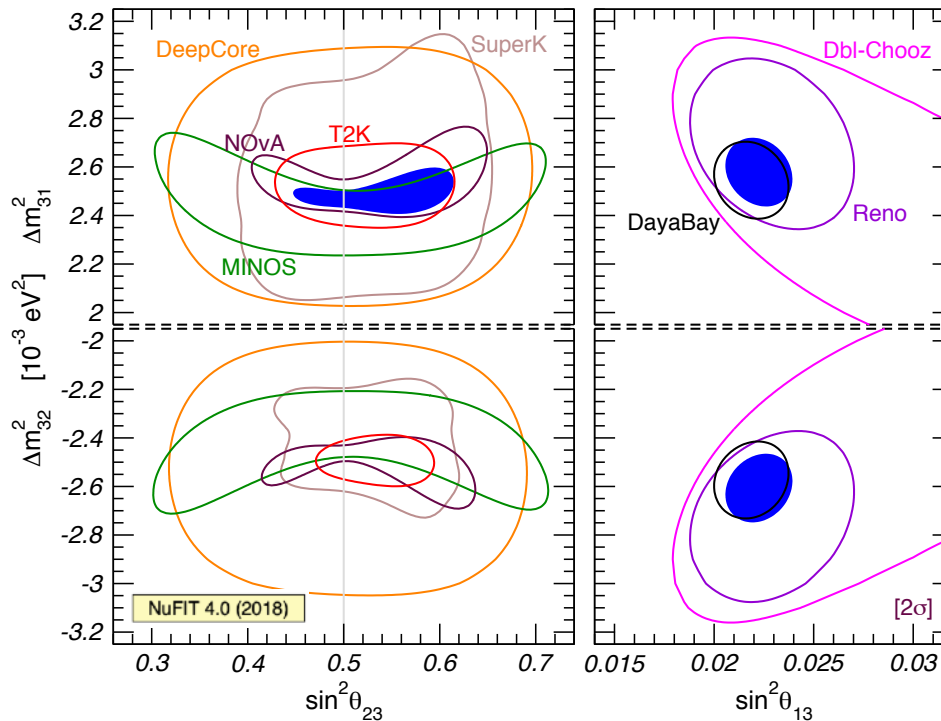 3.2
3
2.8
2.6
2.4
2.2
2
-2
-2.2
-2.4
-2.6
-2.8
-3
-3.2
Δm²₃₁
[10⁻³ eV²]
Δm²₃₂
DeepCore
SuperK
NOvA
T2K
MINOS
NuFIT 4.0 (2018)
0.3 0.4 0.5 0.6 0.7
sin²θ₂₃
Dbl-Chooz
DayaBay
Reno
[2σ]
0.015 0.02 0.025 0.03
sin²θ₁₃